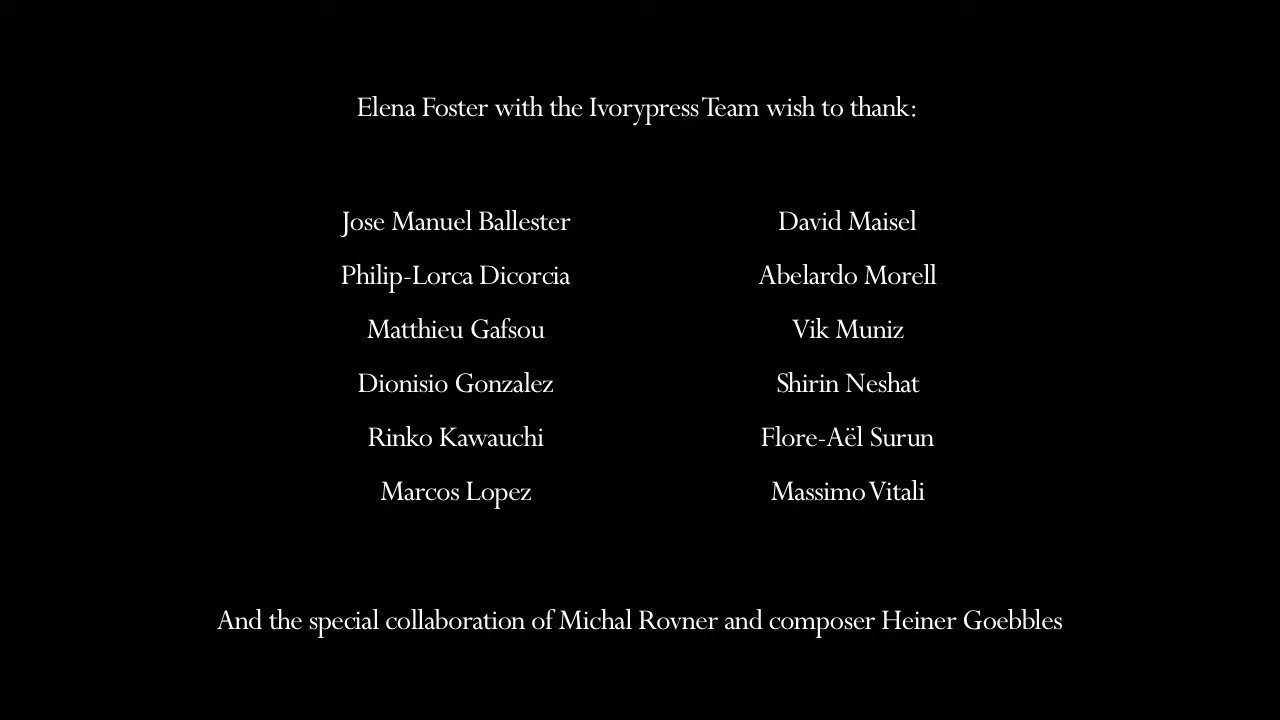 Elena Foster with the Ivorypress Team wish to thank:
Jose Manuel Ballester
Philip-Lorca Dicorcia
Matthieu Gafsou
Dionisio Gonzalez
Rinko Kawauchi
Marcos Lopez
David Maisel
Abelardo Morell
Vik Muniz
Shirin Neshat
Flore-Aël Surun
Massimo Vitali
And the special collaboration of Michal Rovner and composer Heiner Goebbles